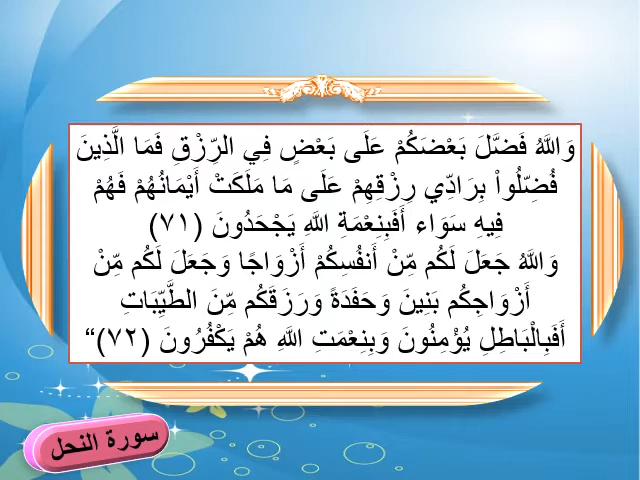 وَاللَّهُ فَضَّلَ بَعْضَكُمْ عَلَى بَعْضٍ فِي الرِّزْقِ فَمَا الَّذِينَ
فُضِّلُواْ بِرَادِّي رِزْقِهِمْ عَلَى مَا مَلَكَتْ أَيْمَانُهُمْ فَهُمْ
فِيهِ سَوَاء أَفَبِنِعْمَةِ اللَّهِ يَجْحَدُونَ (٧١)
وَاللَّهُ جَعَلَ لَكُم مِّنْ أَنفُسِكُمْ أَزْوَاجًا وَجَعَلَ لَكُم مِّنْ
أَزْوَاجِكُم بَنِينَ وَحَفَدَةً وَرَزَقَكُم مِّنَ الطَّيِّبَاتِ
أَفَبِالْبَاطِلِ يُؤْمِنُونَ وَبِنِعْمَتِ اللَّهِ هُمْ يَكْفُرُونَ (٧٢)“
سورة النحل